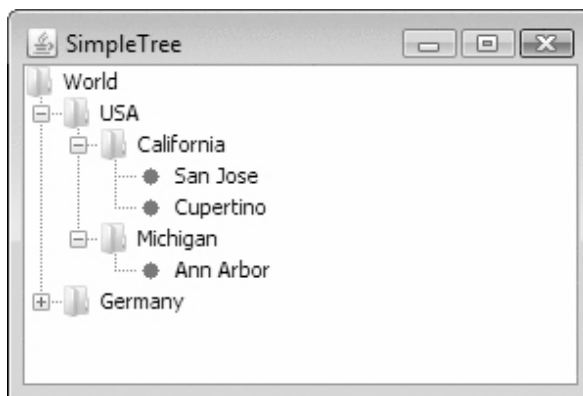 SimpleTree
World
USA
California
San Jose
Cupertino
Michigan
Ann Arbor
Germany